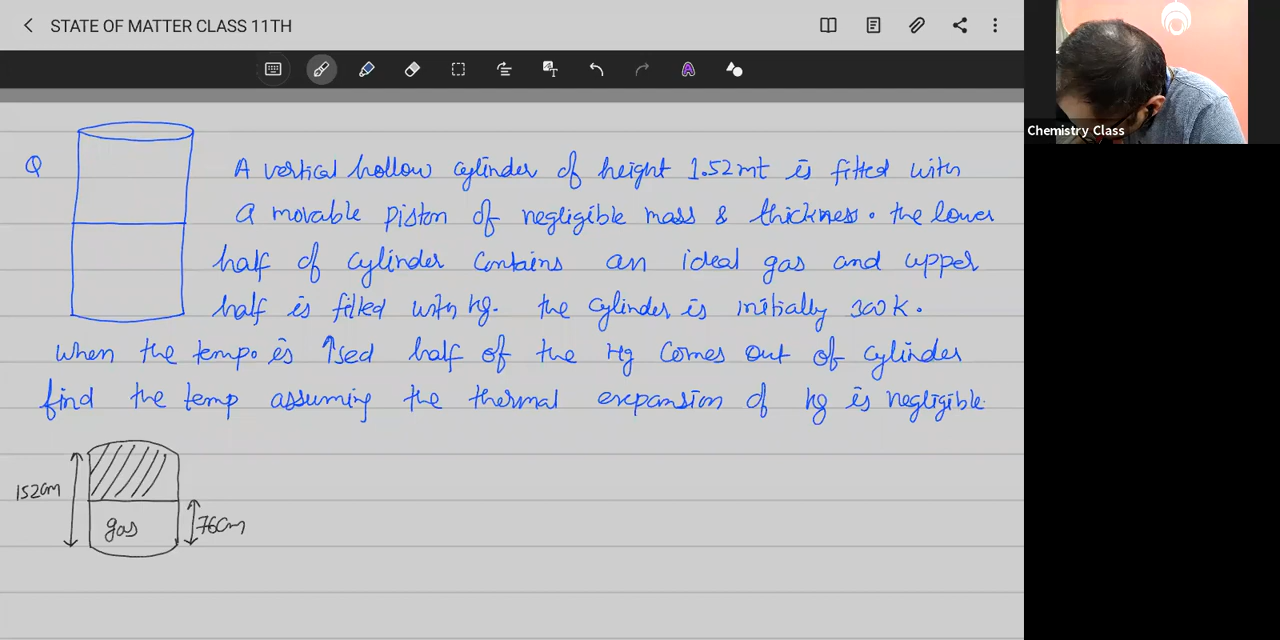 STATE OF MATTER CLASS 11TH
Chemistry Class
Q A vertical hollow cylinder of height 1.52mt is fitted with
a movable piston of negligible mass & thickness. the lower
half of cylinder contains an ideal gas and upper
half is filled with hg. the cylinder is initially 300K.
When the temp. is ↑sed half of the Hg comes out of cylinder
find the temp assuming the thermal expansion of hg is negligible.
152cm
gas 76cm